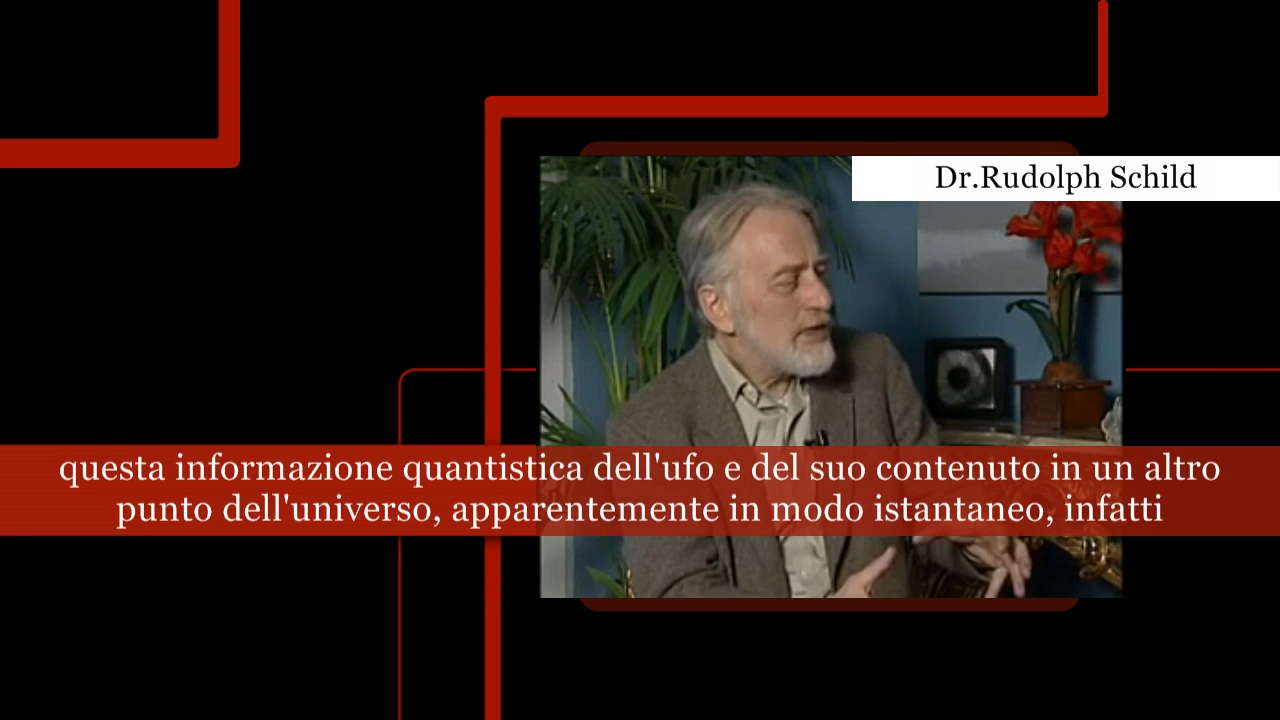 Dr.Rudolph Schild
questa informazione quantistica dell'ufo e del suo contenuto in un altro
punto dell'universo, apparentemente in modo istantaneo, infatti